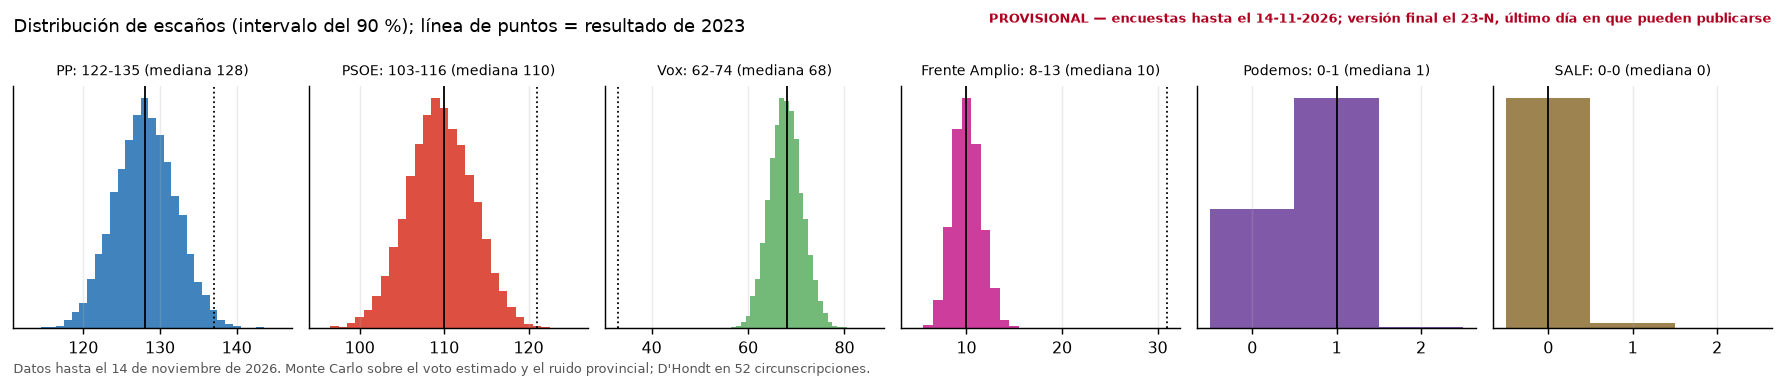 Distribución de escaños (intervalo del 90 %); línea de puntos = resultado de 2023
PROVISIONAL — encuestas hasta el 14-11-2026; versión final el 23-N, último día en que pueden publicarse
PP: 122-135 (mediana 128)
PSOE: 103-116 (mediana 110)
Vox: 62-74 (mediana 68)
Frente Amplio: 8-13 (mediana 10)
Podemos: 0-1 (mediana 1)
SALF: 0-0 (mediana 0)
120 130 140
100 110 120
40 60 80
10 20 30
0 1 2
0 1 2
Datos hasta el 14 de noviembre de 2026. Monte Carlo sobre el voto estimado y el ruido provincial; D'Hondt en 52 circunscripciones.